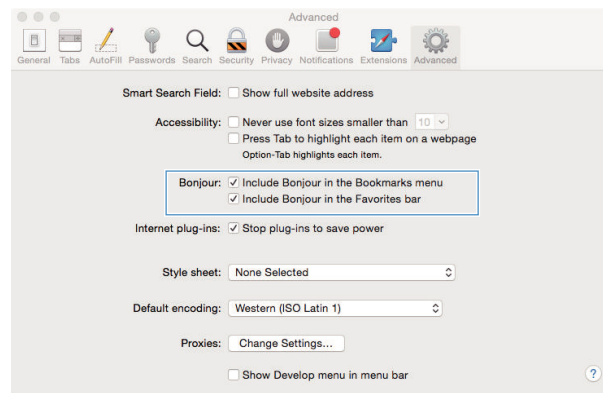 Advanced
General Tabs AutoFill Passwords Search Security Privacy Notifications Extensions Advanced
Smart Search Field: Show full website address
Accessibility: Never use font sizes smaller than 10
Press Tab to highlight each item on a webpage
Option-Tab highlights each item.
Bonjour: Include Bonjour in the Bookmarks menu
Include Bonjour in the Favorites bar
Internet plug-ins: Stop plug-ins to save power
Style sheet: None Selected
Default encoding: Western (ISO Latin 1)
Proxies: Change Settings...
Show Develop menu in menu bar
?